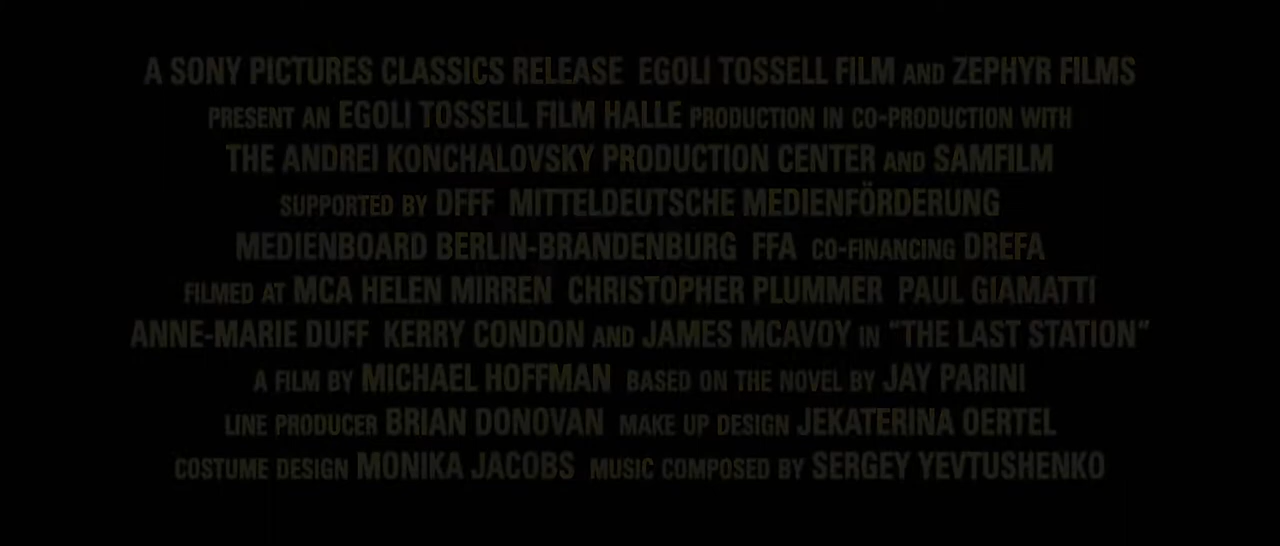 A SONY PICTURES CLASSICS RELEASE EGOLI TOSSELL FILM AND ZEPHYR FILMS
PRESENT AN EGOLI TOSSELL FILM HALLE PRODUCTION IN CO-PRODUCTION WITH
THE ANDREI KONCHALOVSKY PRODUCTION CENTER AND SAMFILM
SUPPORTED BY DFFF MITTELDEUTSCHE MEDIENFÖRDERUNG
MEDIENBOARD BERLIN-BRANDENBURG FFA CO-FINANCING DREFA
FILMED AT MCA HELEN MIRREN CHRISTOPHER PLUMMER PAUL GIAMATTI
ANNE-MARIE DUFF KERRY CONDON AND JAMES MCAVOY IN "THE LAST STATION"
A FILM BY MICHAEL HOFFMAN BASED ON THE NOVEL BY JAY PARINI
LINE PRODUCER BRIAN DONOVAN MAKE UP DESIGN JEKATERINA OERTEL
COSTUME DESIGN MONIKA JACOBS MUSIC COMPOSED BY SERGEY YEVTUSHENKO